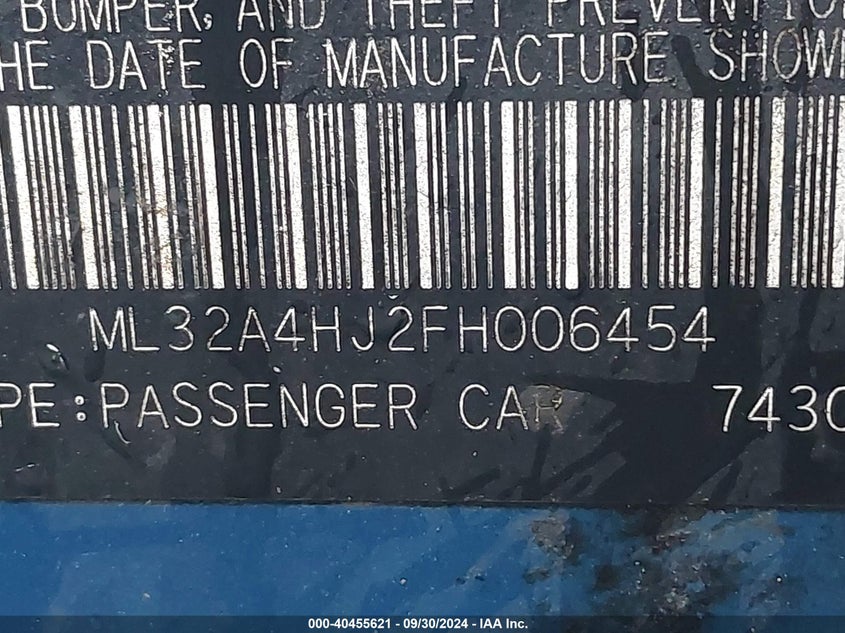 BUMPER, AND THEFT PREVENTIO
HE DATE OF MANUFACTURE SHOW
ML32A4HJ2FH006454
PE:PASSENGER CAR 743
000-40455621 / 09/30/2024 - IAA Inc.